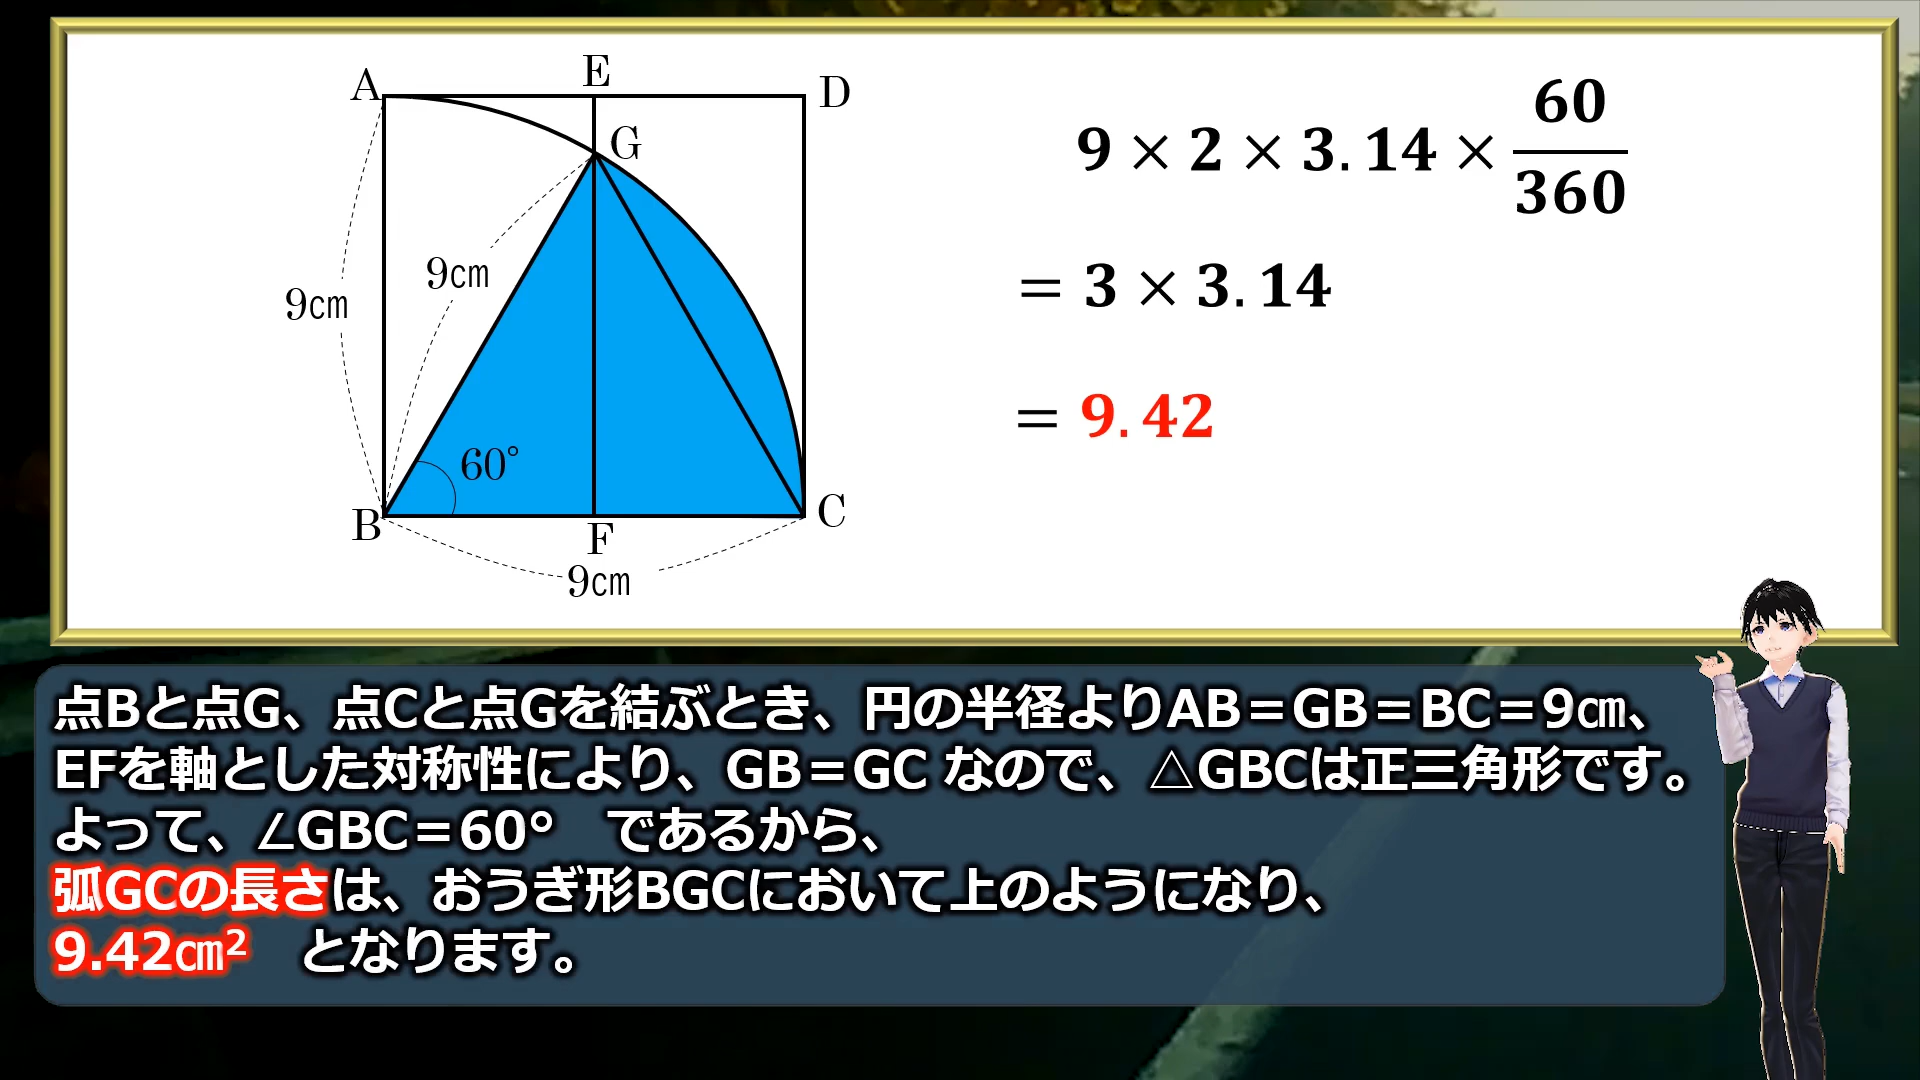 A
E
D
G
9cm
9cm
60°
B
F
C
9cm
9 × 2 × 3.14 × 60/360
= 3 × 3.14
= 9.42
点Bと点G、点Cと点Gを結ぶとき、円の半径よりAB＝GB＝BC＝9㎝、
EFを軸とした対称性により、GB＝GC なので、△GBCは正三角形です。
よって、∠GBC＝60°　であるから、
弧GCの長さは、おうぎ形BGCにおいて上のようになり、
9.42㎝²　となります。